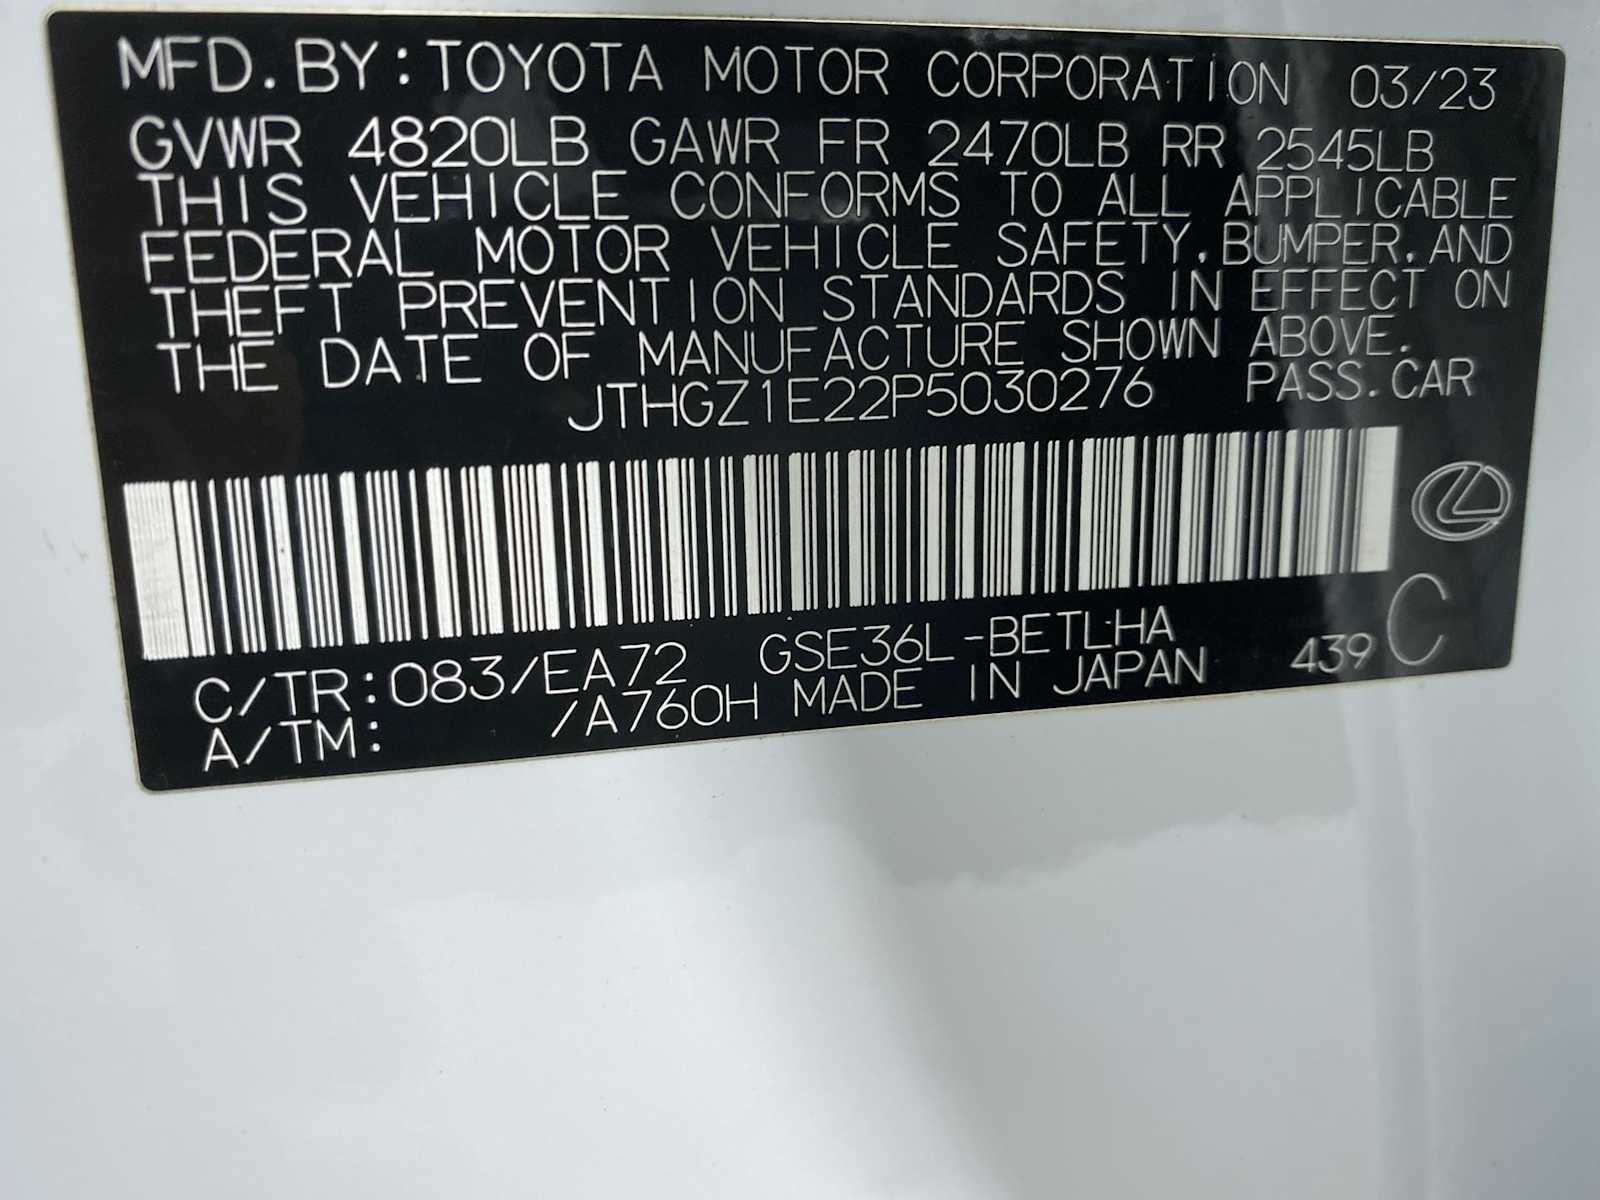 MFD. BY: TOYOTA MOTOR CORPORATION 03/23
GVWR 4820LB GAWR FR 2470LB RR 2545LB
THIS VEHICLE CONFORMS TO ALL APPLICABLE
FEDERAL MOTOR VEHICLE SAFETY, BUMPER, AND
THEFT PREVENTION STANDARDS IN EFFECT ON
THE DATE OF MANUFACTURE SHOWN ABOVE.
JTHGZ1E22P5030276 PASS. CAR
C/TR: 083/EA72 GSE36L-BETLHA 439 C
A/TM: /A760H MADE IN JAPAN